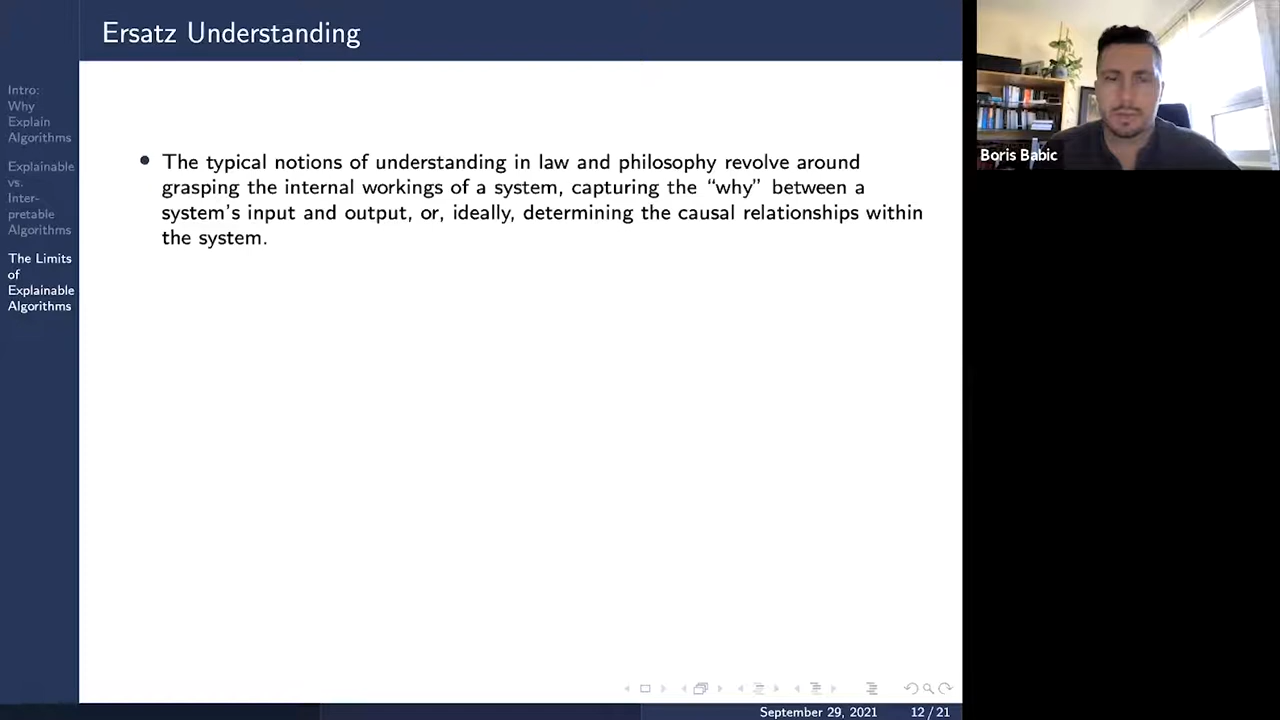 Ersatz Understanding
Intro:
Why
Explain
Algorithms
Explainable
vs.
Inter-
pretable
Algorithms
The Limits
of
Explainable
Algorithms
• The typical notions of understanding in law and philosophy revolve around
grasping the internal workings of a system, capturing the “why” between a
system’s input and output, or, ideally, determining the causal relationships within
the system.
Boris Babic
September 29, 2021 12 / 21